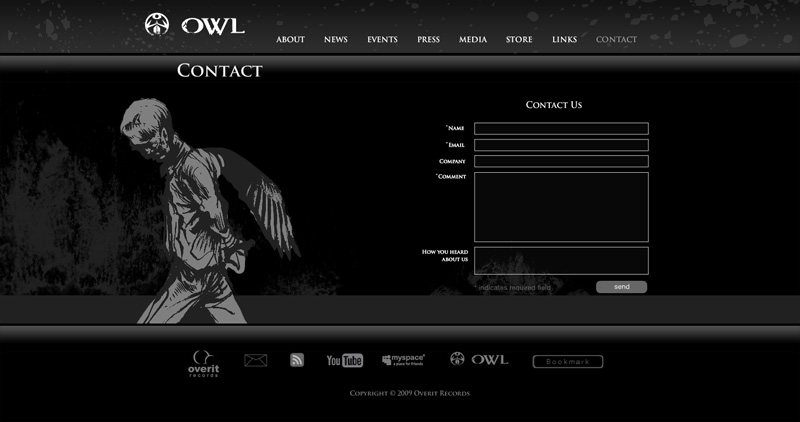 OWL
ABOUT NEWS EVENTS PRESS MEDIA STORE LINKS CONTACT
CONTACT
CONTACT US
*NAME
*EMAIL
COMPANY
*COMMENT
HOW YOU HEARD
ABOUT US
* indicates required field
send
overit
records
YouTube
myspace
a place for friends
OWL
Bookmark
COPYRIGHT © 2009 OVERIT RECORDS